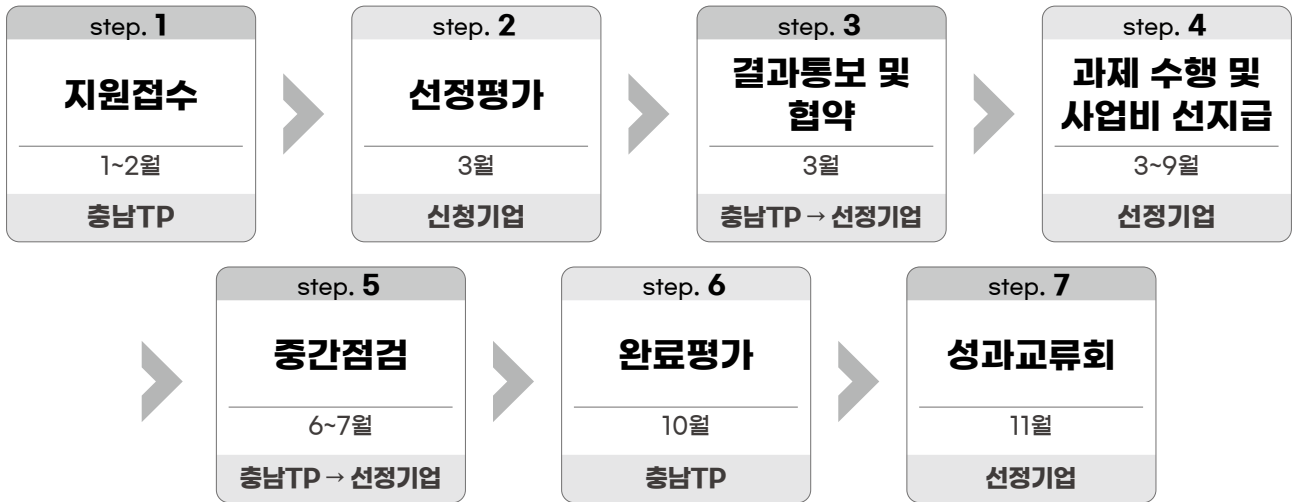 step. 1
지원접수
1~2월
충남TP
step. 2
선정평가
3월
신청기업
step. 3
결과통보 및
협약
3월
충남TP → 선정기업
step. 4
과제 수행 및
사업비 선지급
3~9월
선정기업
step. 5
중간점검
6~7월
충남TP → 선정기업
step. 6
완료평가
10월
충남TP
step. 7
성과교류회
11월
선정기업